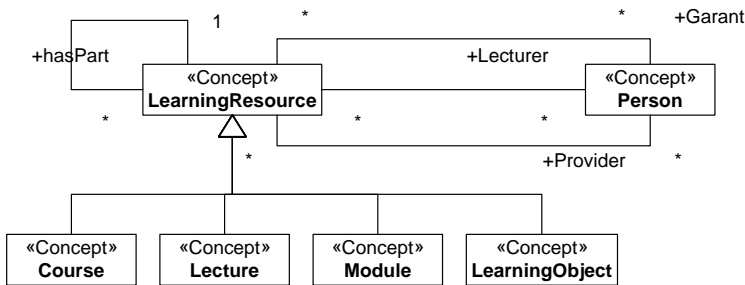 1
*
*
+Garant
+hasPart
+Lecturer
«Concept»
LearningResource
«Concept»
Person
*
*
*
*
+Provider
*
«Concept»
Course
«Concept»
Lecture
«Concept»
Module
«Concept»
LearningObject